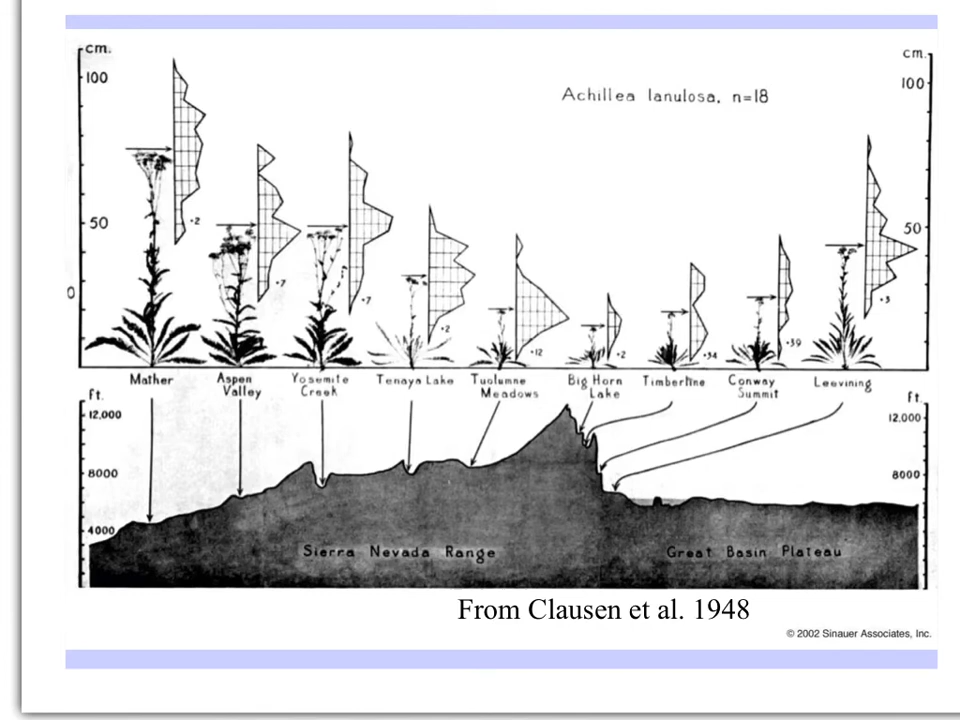 cm.
cm.
100
100
Achillea lanulosa, n=18
50
50
·2
·7
·7
·2
·12
·2
·34
·39
·3
Mather
Aspen Valley
Yosemite Creek
Tenaya Lake
Tuolumne Meadows
Big Horn Lake
Timberline
Conway Summit
Leevining
Ft.
Ft.
12,000
12,000
8000
8000
4000
Sierra Nevada Range
Great Basin Plateau
From Clausen et al. 1948
© 2002 Sinauer Associates, Inc.